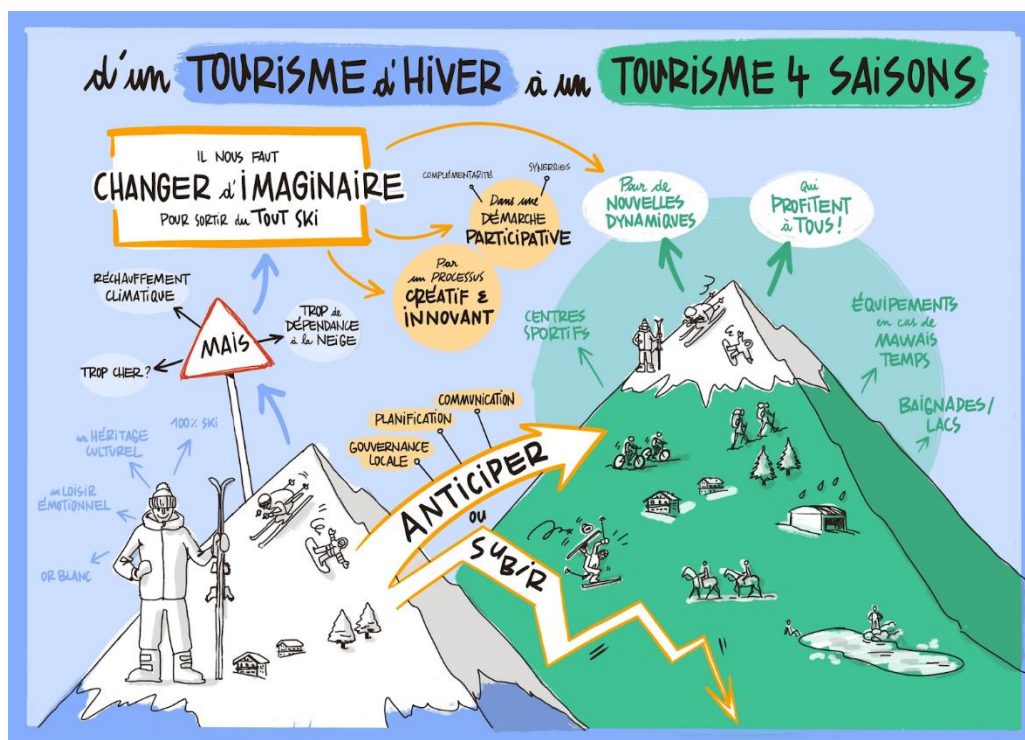 d'un TOURISME d'HIVER à un TOURISME 4 SAISONS
IL NOUS FAUT
CHANGER d'IMAGINAIRE
POUR SORTIR du TOUT SKI
COMPLÉMENTARITÉ
SYNERGIES
Dans une
DÉMARCHE
PARTICIPATIVE
Par
un PROCESSUS
CRÉATIF &
INNOVANT
Pour de
NOUVELLES
DYNAMIQUES
qui
PROFITENT
à TOUS !
RÉCHAUFFEMENT
CLIMATIQUE
MAIS
TROP de
DÉPENDANCE
à la NEIGE
TROP CHER ?
100% SKI
un HÉRITAGE
CULTUREL
un LOISIR
ÉMOTIONNEL
OR BLANC
COMMUNICATION
PLANIFICATION
GOUVERNANCE
LOCALE
ANTICIPER
ou
SUBIR
CENTRES
SPORTIFS
ÉQUIPEMENTS
en cas de
MAUVAIS
TEMPS
BAIGNADES/
LACS